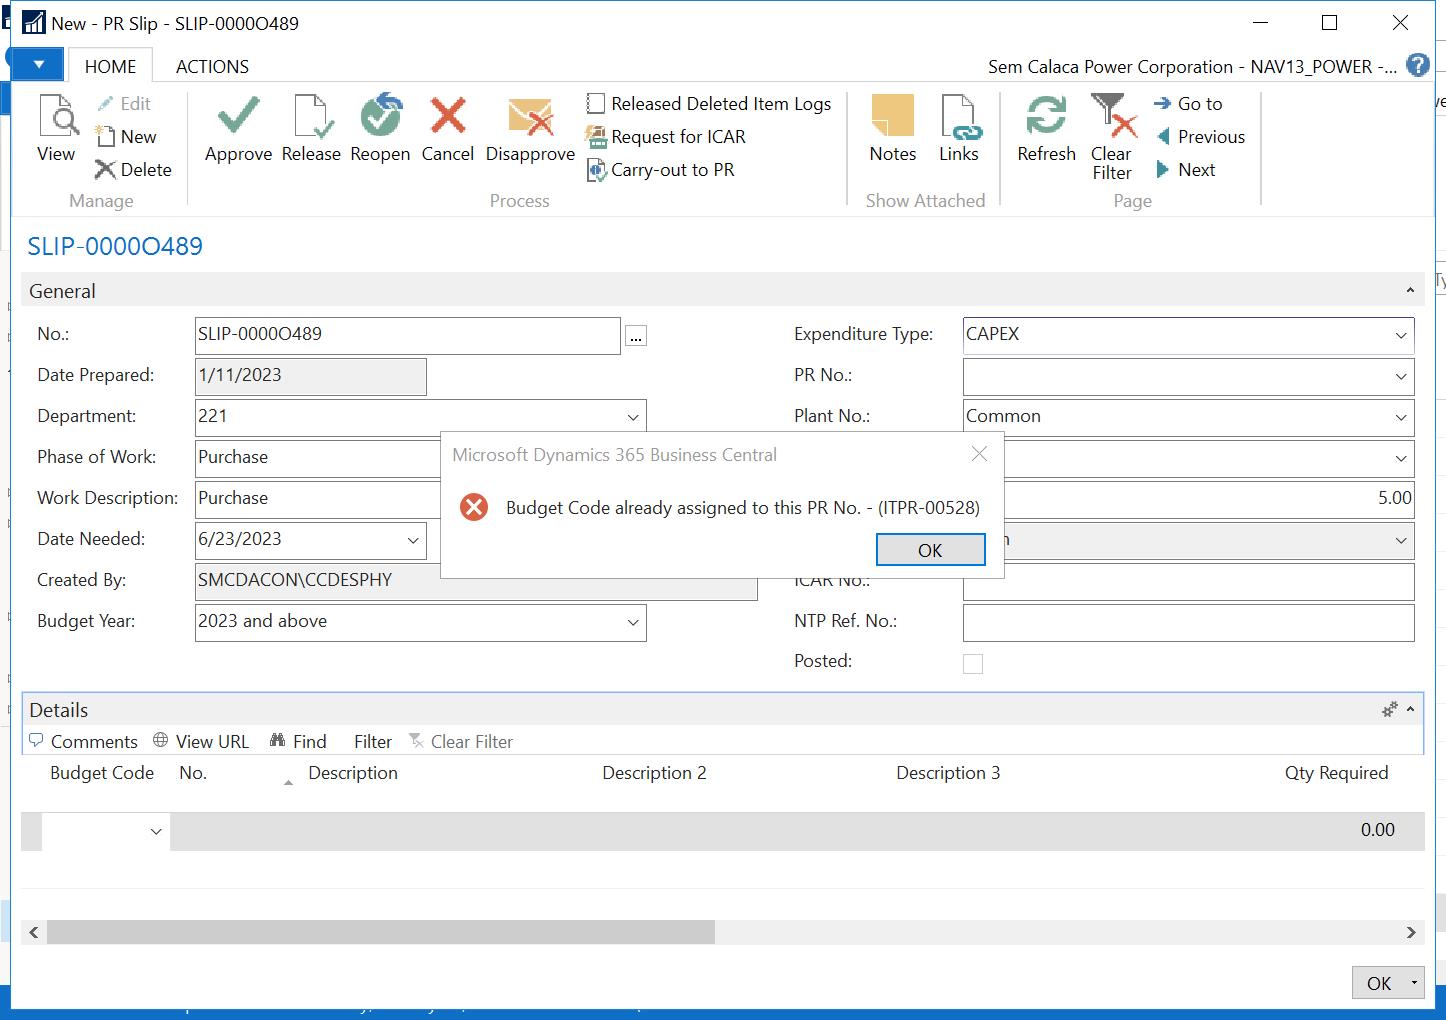 New - PR Slip - SLIP-0000O489
HOME ACTIONS Sem Calaca Power Corporation - NAV13_POWER -...
View
Edit
New
Delete
Manage
Approve
Release
Reopen
Cancel
Disapprove
Released Deleted Item Logs
Request for ICAR
Carry-out to PR
Process
Notes
Links
Show Attached
Refresh
Clear
Filter
Go to
Previous
Next
Page
SLIP-0000O489
General
No.: SLIP-0000O489 ... Expenditure Type: CAPEX
Date Prepared: 1/11/2023 PR No.:
Department: 221 Plant No.: Common
Phase of Work: Purchase
Work Description: Purchase 5.00
Date Needed: 6/23/2023
Created By: SMCDACON\CCDESPHY ICAR No.:
Budget Year: 2023 and above NTP Ref. No.:
Posted:
Microsoft Dynamics 365 Business Central
Budget Code already assigned to this PR No. - (ITPR-00528)
OK
Details
Comments View URL Find Filter Clear Filter
Budget Code No. Description Description 2 Description 3 Qty Required
0.00
OK